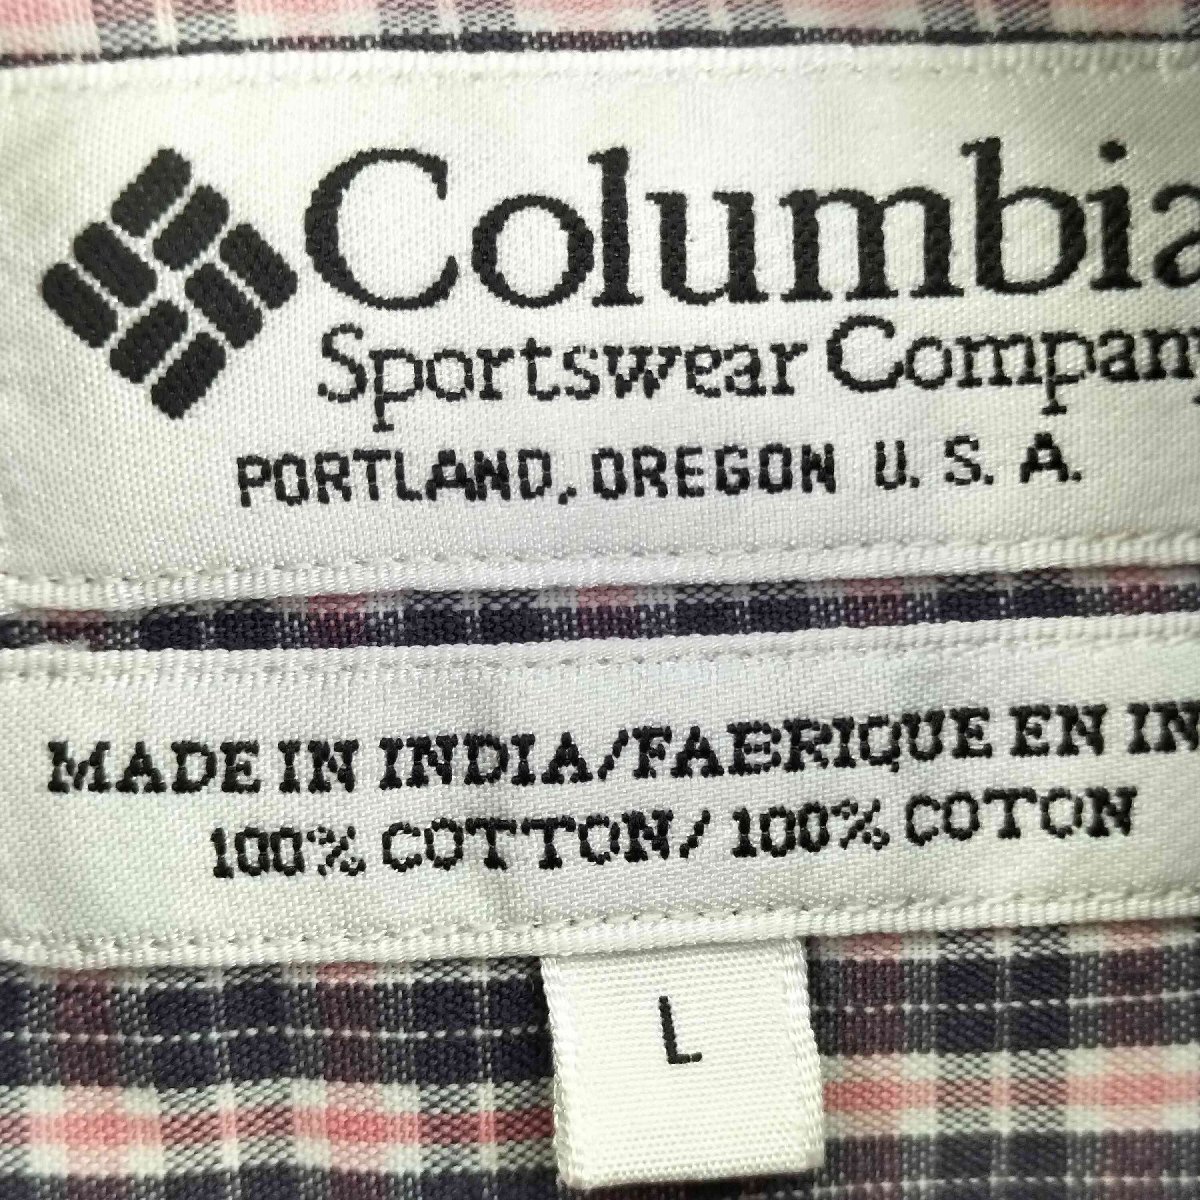 Columbia
Sportswear Company
PORTLAND, OREGON U.S.A.
MADE IN INDIA/FABRIQUE EN IN
100% COTTON/100% COTON
L